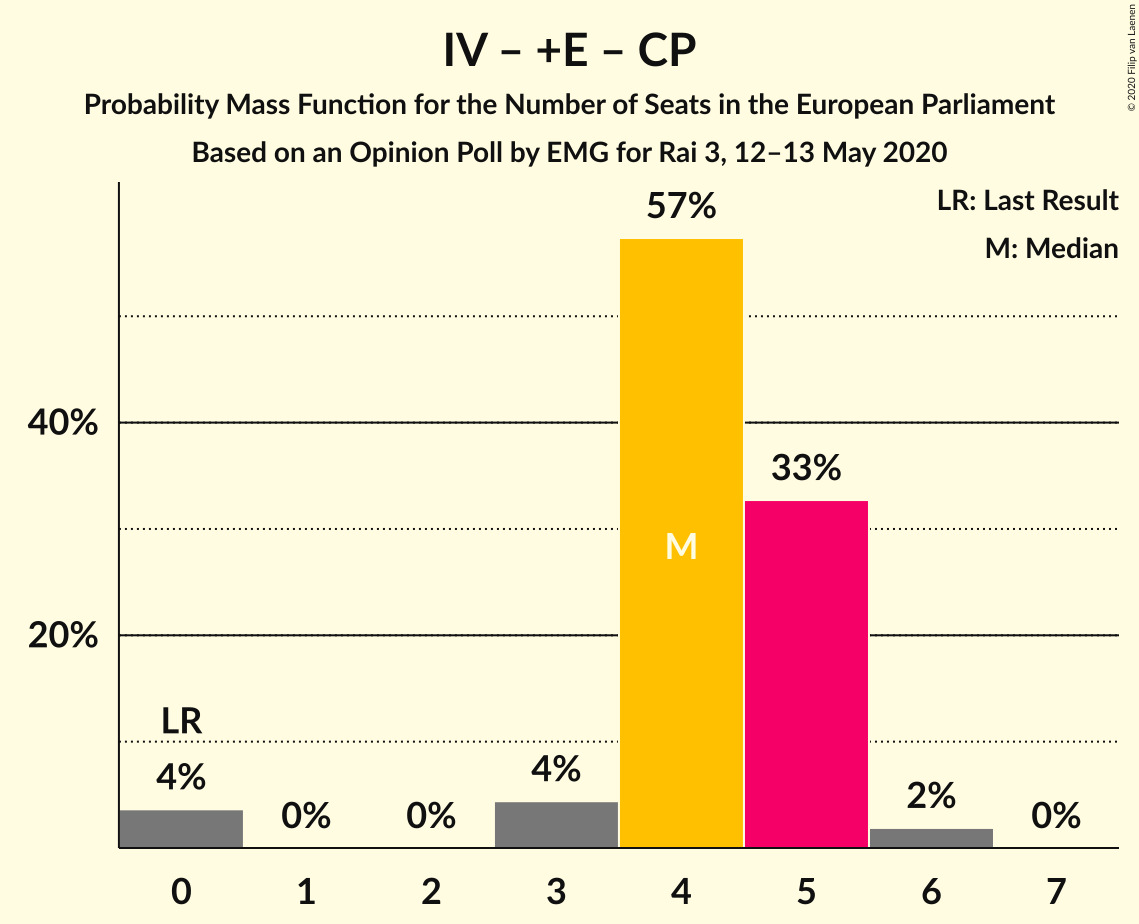 IV – +E – CP
Probability Mass Function for the Number of Seats in the European Parliament
Based on an Opinion Poll by EMG for Rai 3, 12–13 May 2020
© 2020 Filip van Laenen
LR: Last Result
M: Median
57%
40%
33%
M
20%
LR
4%
0%
0%
4%
2%
0%
0 1 2 3 4 5 6 7